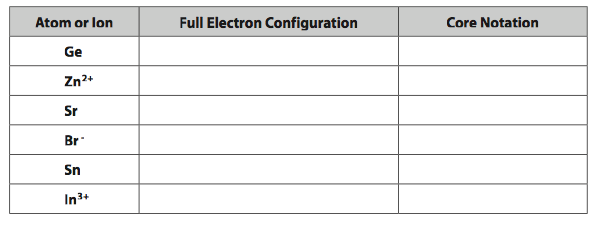 Atom or Ion Full Electron Configuration Core Notation
Ge
Zn²⁺
Sr
Br⁻
Sn
In³⁺